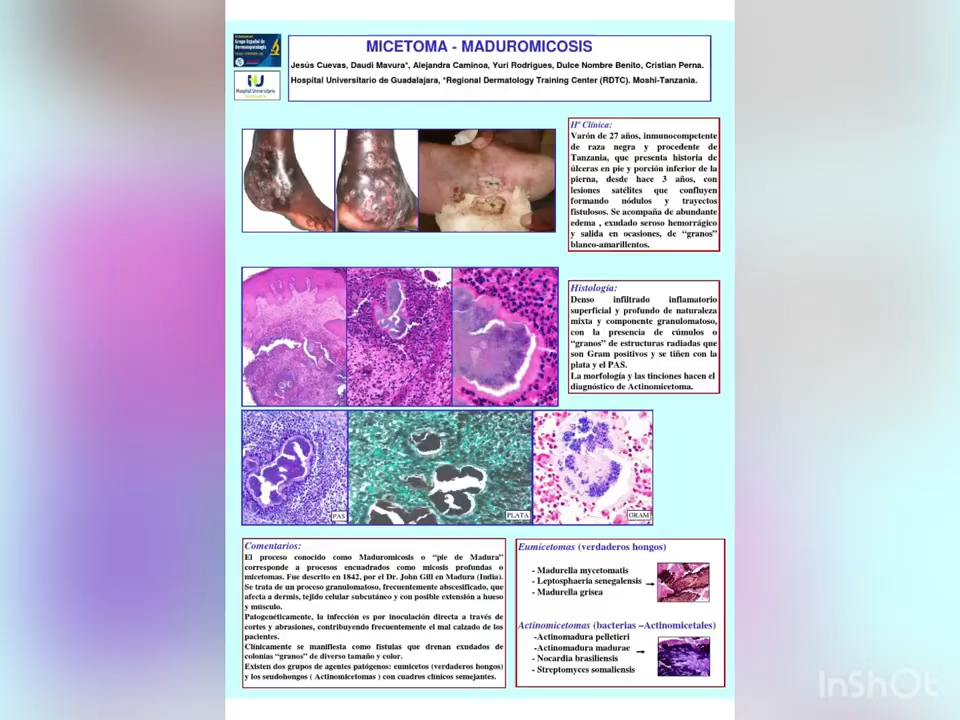 Grupo Español de
Dermatopatología
Hospital Universitario
MICETOMA - MADUROMICOSIS
Jesús Cuevas, Daudi Mavura*, Alejandra Caminoa, Yuri Rodrigues, Dulce Nombre Benito, Cristian Perna.
Hospital Universitario de Guadalajara, *Regional Dermatology Training Center (RDTC). Moshi-Tanzania.
Hª Clínica:
Varón de 27 años, inmunocompetente
de raza negra y procedente de
Tanzania, que presenta historia de
úlceras en pie y porción inferior de la
pierna, desde hace 3 años, con
lesiones satélites que confluyen
formando nódulos y trayectos
fistulosos. Se acompaña de abundante
edema , exudado seroso hemorrágico
y salida en ocasiones, de “granos”
blanco-amarillentos.
Histología:
Denso infiltrado inflamatorio
superficial y profundo de naturaleza
mixta y componente granulomatoso,
con la presencia de cúmulos o
“granos” de estructuras radiadas que
son Gram positivos y se tiñen con la
plata y el PAS.
La morfología y las tinciones hacen el
diagnóstico de Actinomicetoma.
PAS
PLATA
GRAM
Comentarios:
El proceso conocido como Maduromicosis o “pie de Madura”
corresponde a procesos encuadrados como micosis profundas o
micetomas. Fue descrito en 1842, por el Dr. John Gill en Madura (India).
Se trata de un proceso granulomatoso, frecuentemente abscesificado, que
afecta a dermis, tejido celular subcutáneo y con posible extensión a hueso
y músculo.
Patogenéticamente, la infección es por inoculación directa a través de
cortes y abrasiones, contribuyendo frecuentemente el mal calzado de los
pacientes.
Clínicamente se manifiesta como fístulas que drenan exudados de
colonias “granos” de diverso tamaño y color.
Existen dos grupos de agentes patógenos: eumicetos (verdaderos hongos)
y los seudohongos ( Actinomicetomas ) con cuadros clínicos semejantes.
Eumicetomas (verdaderos hongos)
- Madurella mycetomatis
- Leptosphaeria senegalensis
- Madurella grisea
Actinomicetomas (bacterias –Actinomicetales)
-Actinomadura pelletieri
-Actinomadura madurae
- Nocardia brasiliensis
- Streptomyces somaliensis
InShOt